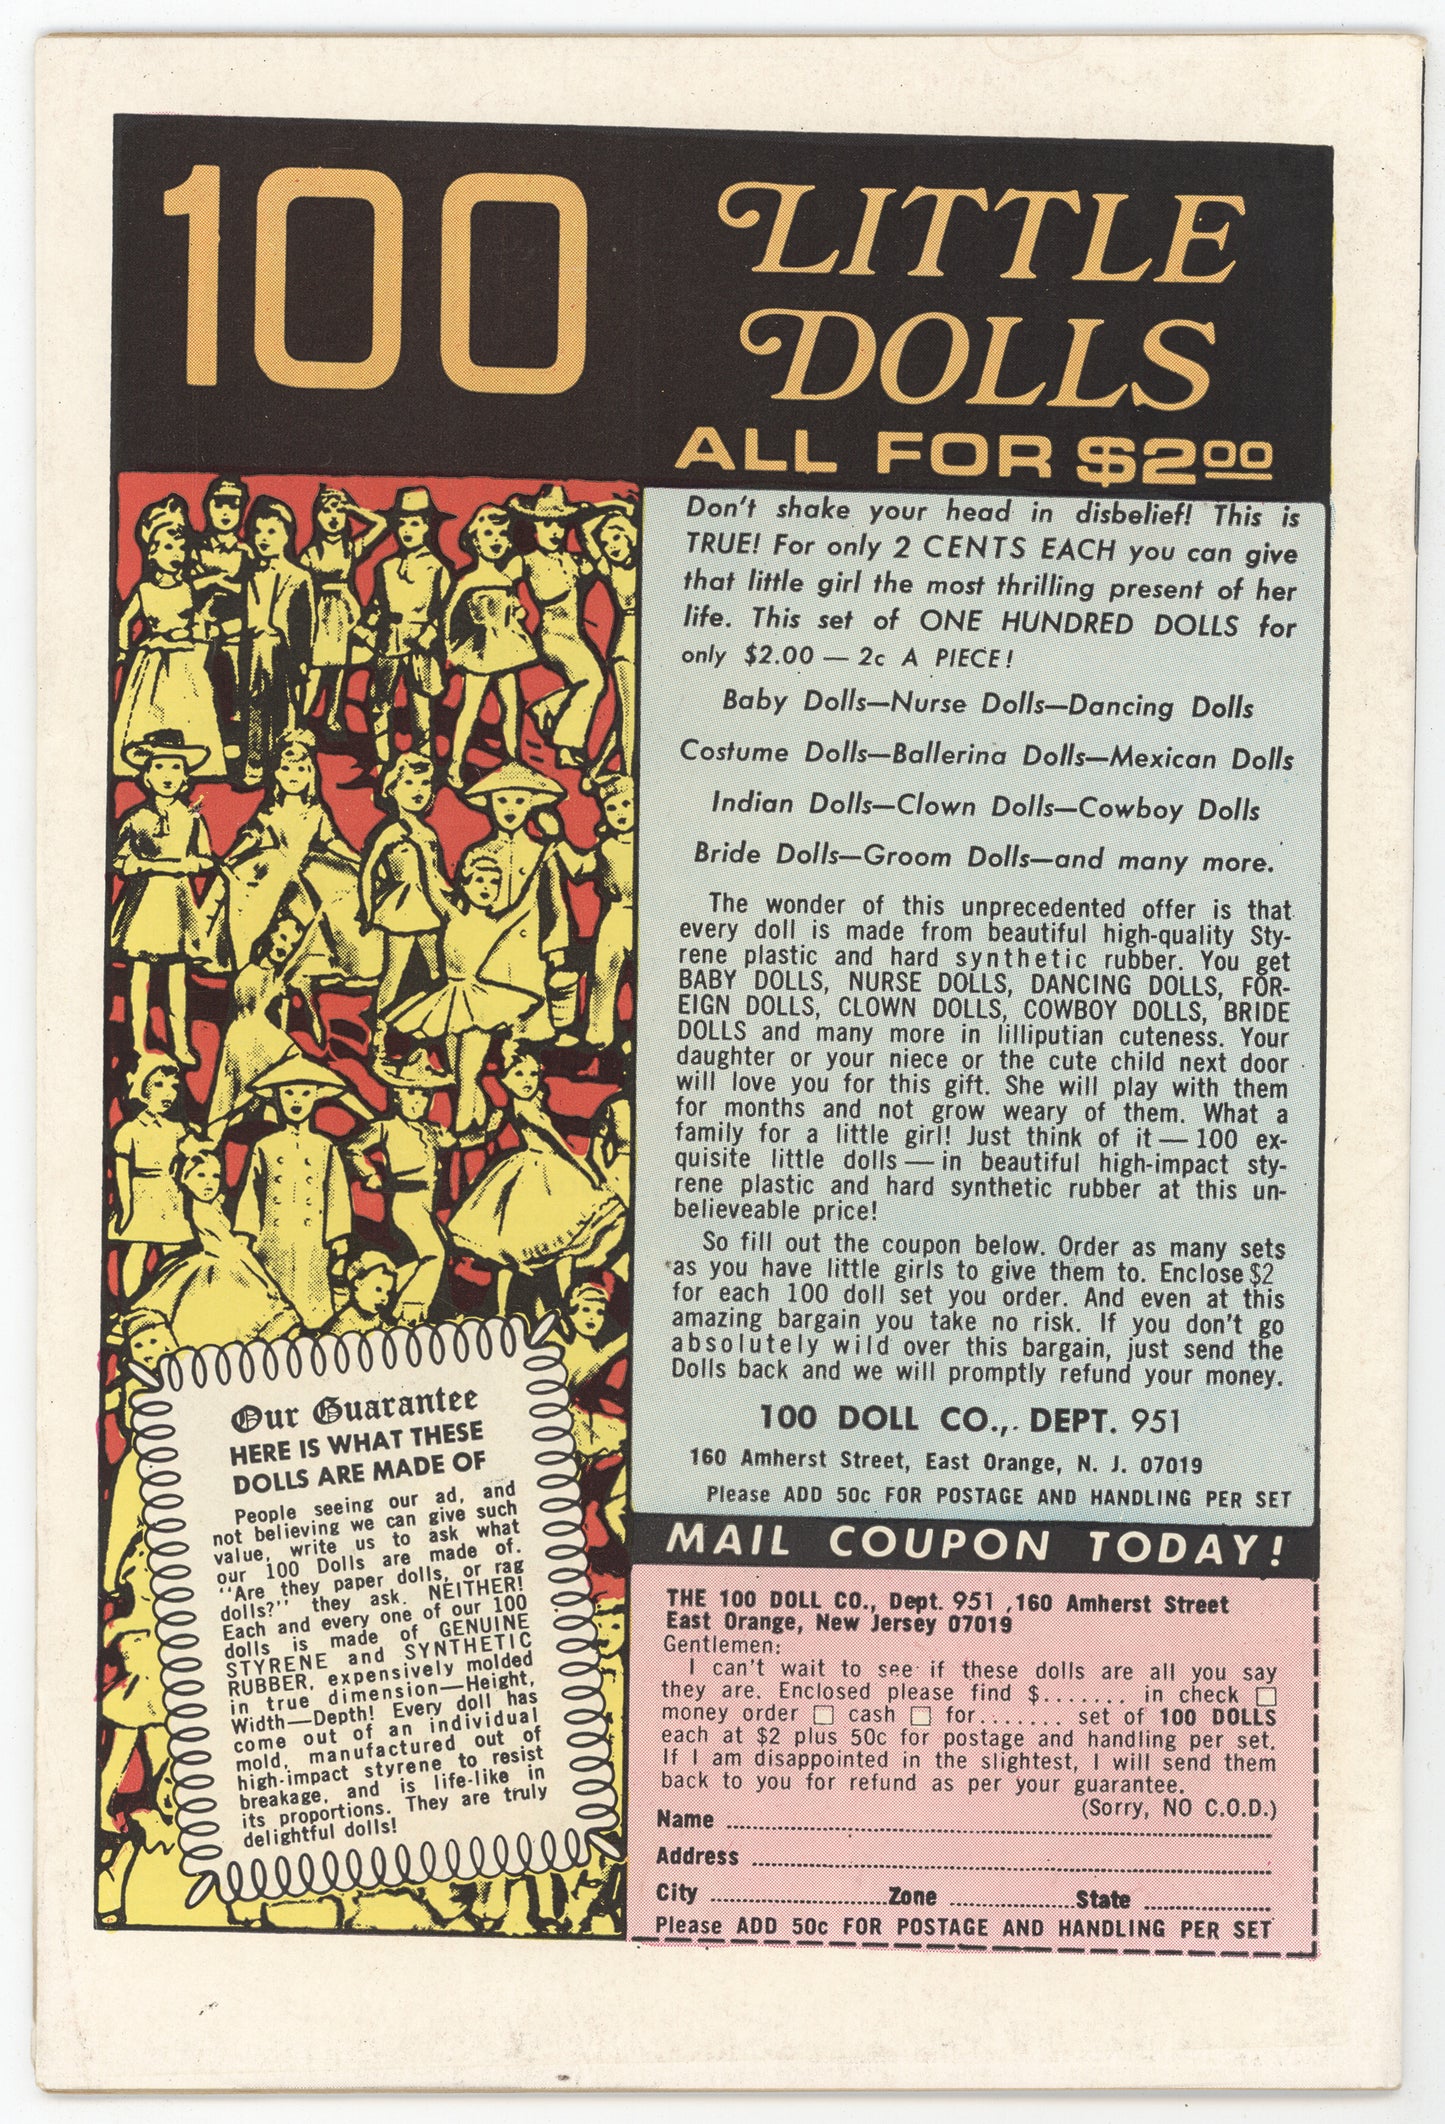 100
LITTLE
DOLLS
ALL FOR $2.00
Don't shake your head in disbelief! This is
TRUE! For only 2 CENTS EACH you can give
that little girl the most thrilling present of her
life. This set of ONE HUNDRED DOLLS for
only $2.00 — 2c A PIECE!
Baby Dolls—Nurse Dolls—Dancing Dolls
Costume Dolls—Ballerina Dolls—Mexican Dolls
Indian Dolls—Clown Dolls—Cowboy Dolls
Bride Dolls—Groom Dolls—and many more.
The wonder of this unprecedented offer is that
every doll is made from beautiful high-quality Sty-
rene plastic and hard synthetic rubber. You get
BABY DOLLS, NURSE DOLLS, DANCING DOLLS, FOR-
EIGN DOLLS, CLOWN DOLLS, COWBOY DOLLS, BRIDE
DOLLS and many more in lilliputian cuteness. Your
daughter or your niece or the cute child next door
will love you for this gift. She will play with them
for months and not grow weary of them. What a
family for a little girl! Just think of it — 100 ex-
quisite little dolls — in beautiful high-impact sty-
rene plastic and hard synthetic rubber at this un-
believeable price!
So fill out the coupon below. Order as many sets
as you have little girls to give them to. Enclose $2
for each 100 doll set you order. And even at this
amazing bargain you take no risk. If you don't go
absolutely wild over this bargain, just send the
Dolls back and we will promptly refund your money.
100 DOLL CO., DEPT. 951
160 Amherst Street, East Orange, N. J. 07019
Please ADD 50c FOR POSTAGE AND HANDLING PER SET
Our Guarantee
HERE IS WHAT THESE
DOLLS ARE MADE OF
People seeing our ad, and
not believing we can give such
value, write us to ask what
our 100 Dolls are made of.
"Are they paper dolls, or rag
dolls?" they ask. NEITHER!
Each and every one of our 100
dolls is made of GENUINE
STYRENE and SYNTHETIC
RUBBER, expensively molded
in true dimension—Height,
Width—Depth! Every doll has
come out of an individual
mold, manufactured out of
high-impact styrene to resist
breakage, and is life-like in
its proportions. They are truly
delightful dolls!
MAIL COUPON TODAY!
THE 100 DOLL CO., Dept. 951 ,160 Amherst Street
East Orange, New Jersey 07019
Gentlemen:
I can't wait to see if these dolls are all you say
they are. Enclosed please find $....... in check □
money order □ cash □ for....... set of 100 DOLLS
each at $2 plus 50c for postage and handling per set.
If I am disappointed in the slightest, I will send them
back to you for refund as per your guarantee.
(Sorry, NO C.O.D.)
Name ..........
Address ..........
City .......... Zone .......... State ..........
Please ADD 50c FOR POSTAGE AND HANDLING PER SET